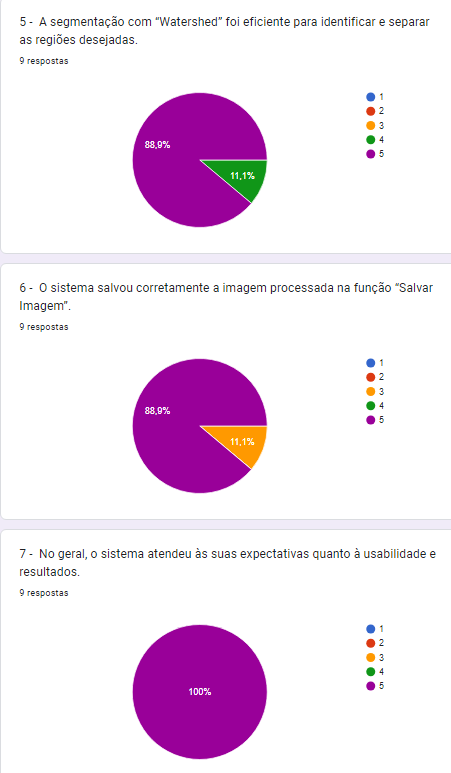 5 - A segmentação com “Watershed” foi eficiente para identificar e separar
as regiões desejadas.
9 respostas
88,9%
11,1%
1
2
3
4
5
6 - O sistema salvou corretamente a imagem processada na função “Salvar
Imagem”.
9 respostas
88,9%
11,1%
1
2
3
4
5
7 - No geral, o sistema atendeu às suas expectativas quanto à usabilidade e
resultados.
9 respostas
100%
1
2
3
4
5